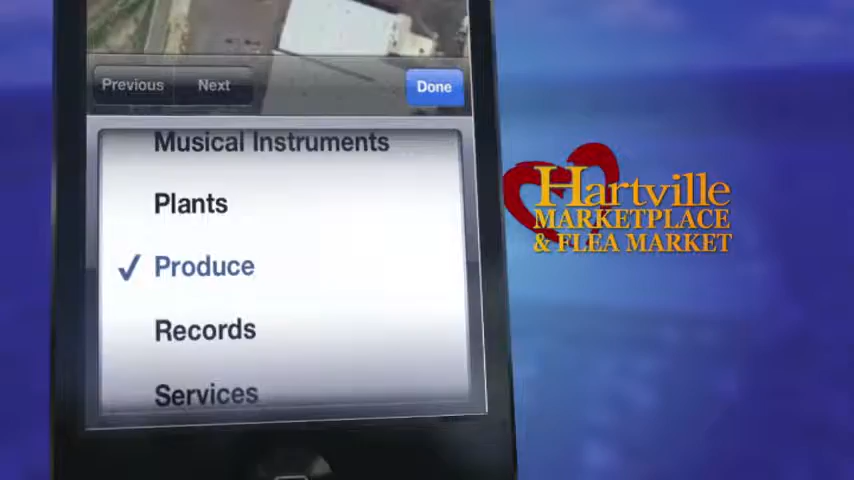 Previous Next Done
Musical Instruments
Plants
Produce
Records
Services
Hartville
MARKETPLACE
& FLEA MARKET